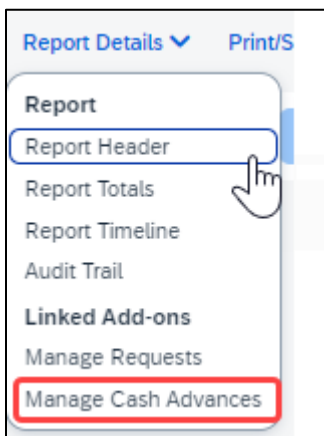 Report Details Print/S
Report
Report Header
Report Totals
Report Timeline
Audit Trail
Linked Add-ons
Manage Requests
Manage Cash Advances